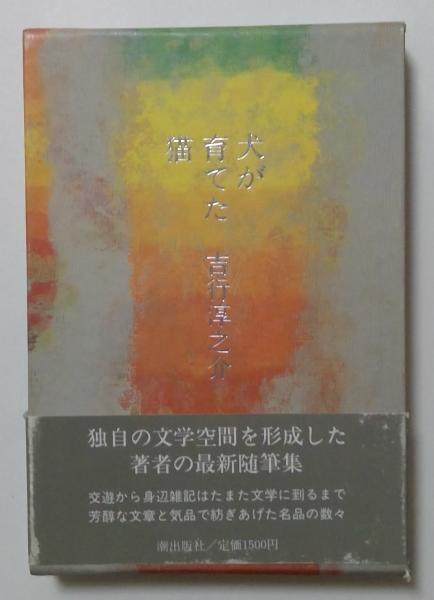 犬が
育てた
猫
吉行淳之介
独自の文学空間を形成した
著者の最新随筆集
交遊から身辺雑記はたまた文学に到るまで
芳醇な文章と気品で紡ぎあげた名品の数々
潮出版社／定価1500円